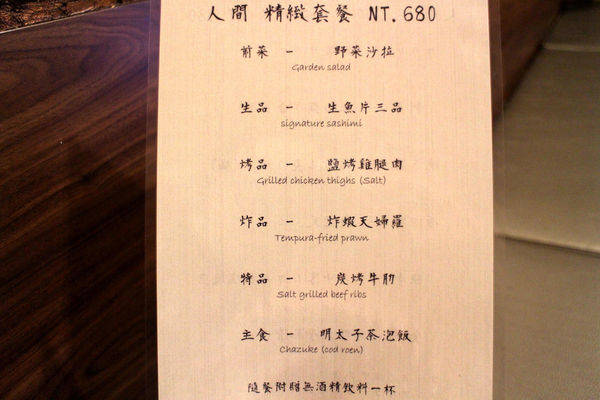 人間 精緻套餐 NT.680
前菜 － 野菜沙拉
Garden salad
生品 － 生魚片三品
signature sashimi
烤品 － 鹽烤雞腿肉
Grilled chicken thighs (Salt)
炸品 － 炸蝦天婦羅
Tempura-fried prawn
特品 － 炭烤牛肋
Salt grilled beef ribs
主食 － 明太子茶泡飯
Chazuke (cod roen)
隨餐附贈無酒精飲料一杯